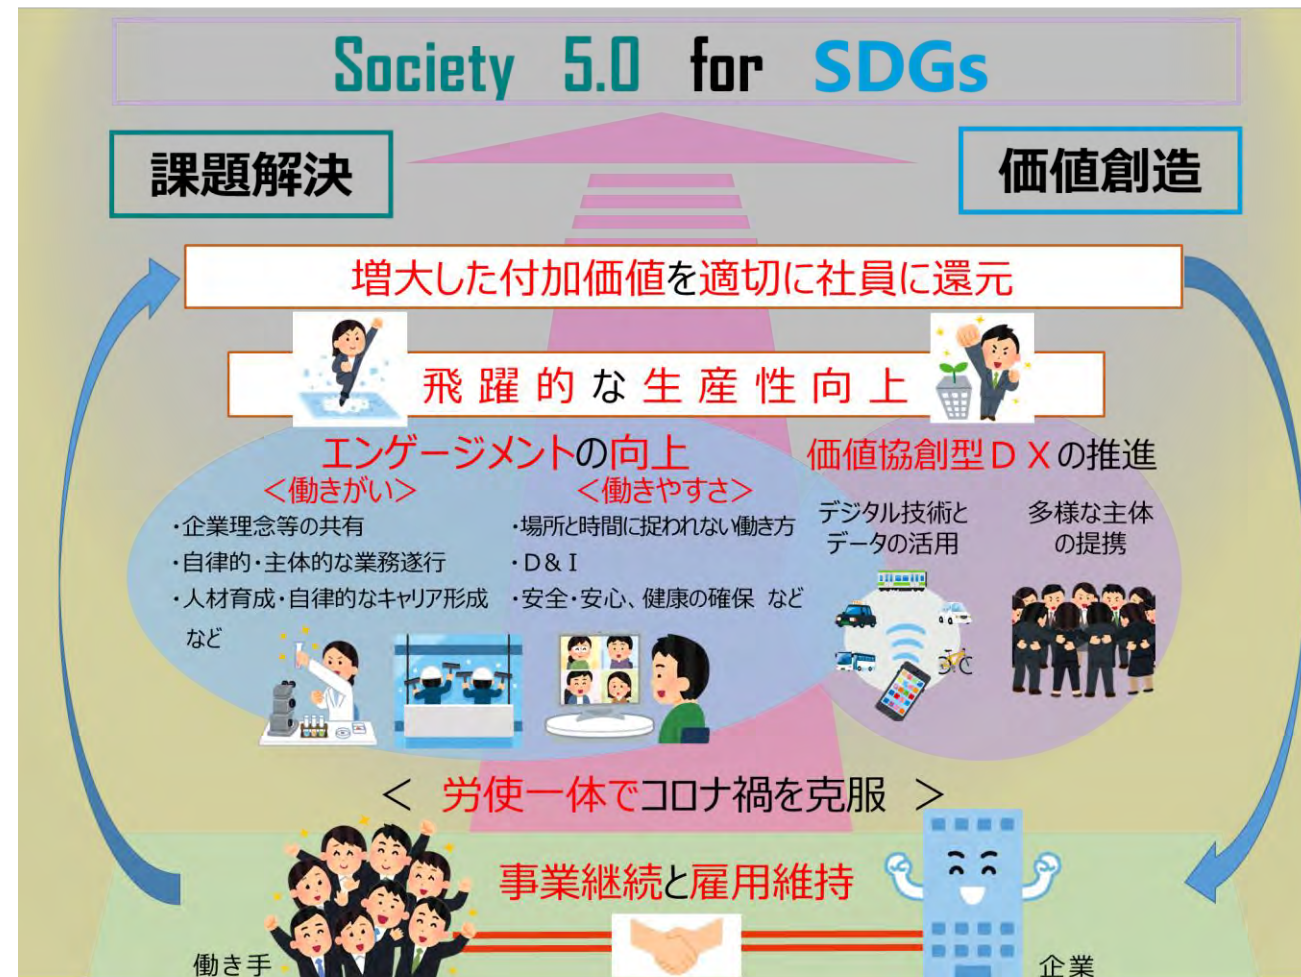 Society 5.0 for SDGs
課題解決
価値創造
増大した付加価値を適切に社員に還元
飛躍的な生産性向上
エンゲージメントの向上
＜働きがい＞
・企業理念等の共有
・自律的・主体的な業務遂行
・人材育成・自律的なキャリア形成
など
＜働きやすさ＞
・場所と時間に捉われない働き方
・D&I
・安全・安心、健康の確保 など
価値協創型DXの推進
デジタル技術と
データの活用
多様な主体
の提携
＜ 労使一体でコロナ禍を克服 ＞
事業継続と雇用維持
働き手
企業